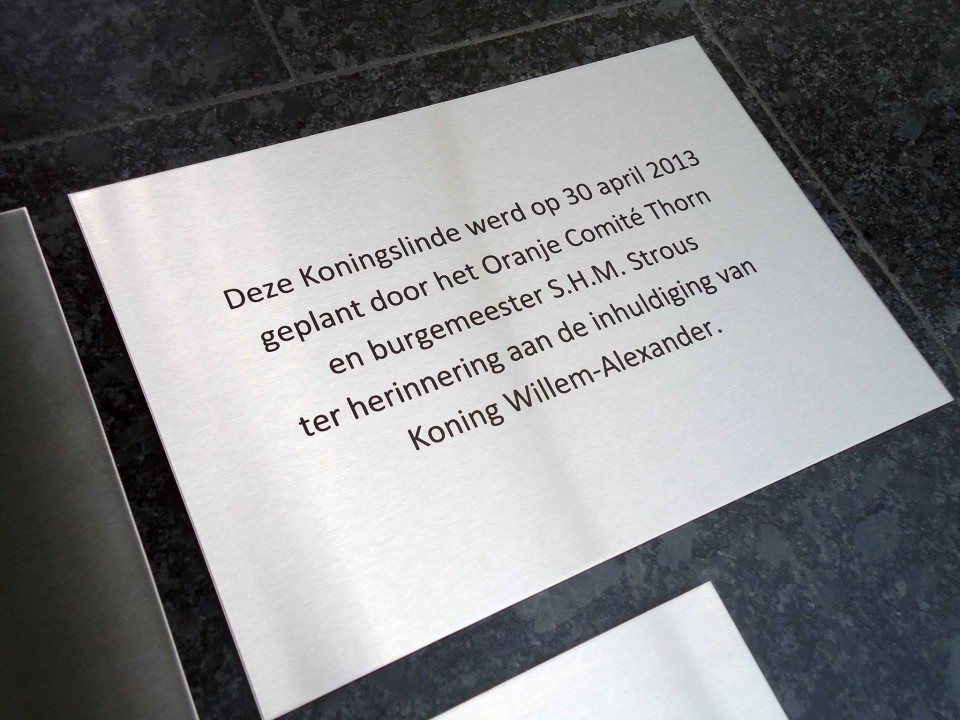 Deze Koningslinde werd op 30 april 2013
geplant door het Oranje Comité Thorn
en burgemeester S.H.M. Strous
ter herinnering aan de inhuldiging van
Koning Willem-Alexander.